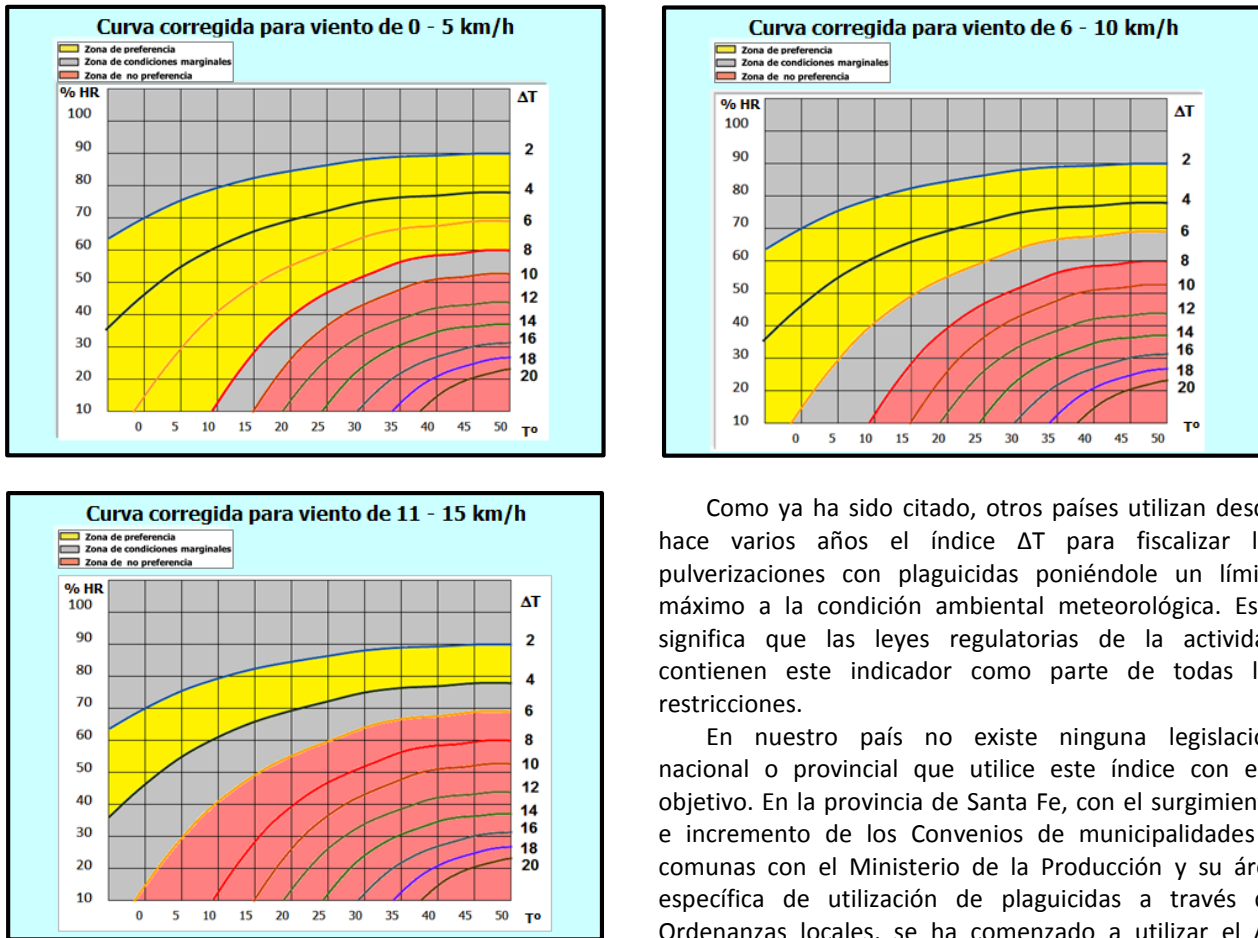 Curva corregida para viento de 0 - 5 km/h
Zona de preferencia
Zona de condiciones marginales
Zona de no preferencia
% HR
ΔT
100
90
80
70
60
50
40
30
20
10
2
4
6
8
10
12
14
16
18
20
0 5 10 15 20 25 30 35 40 45 50 Tº
Curva corregida para viento de 6 - 10 km/h
Zona de preferencia
Zona de condiciones marginales
Zona de no preferencia
% HR
ΔT
100
90
80
70
60
50
40
30
20
10
2
4
6
8
10
12
14
16
18
20
0 5 10 15 20 25 30 35 40 45 50 Tº
Curva corregida para viento de 11 - 15 km/h
Zona de preferencia
Zona de condiciones marginales
Zona de no preferencia
% HR
ΔT
100
90
80
70
60
50
40
30
20
10
2
4
6
8
10
12
14
16
18
20
0 5 10 15 20 25 30 35 40 45 50 Tº
Como ya ha sido citado, otros países utilizan
hace varios años el índice ΔT para fiscalizar
pulverizaciones con plaguicidas poniéndole un
máximo a la condición ambiental meteorológica.
significa que las leyes regulatorias de la
contienen este indicador como parte de todas
restricciones.
En nuestro país no existe ninguna
nacional o provincial que utilice este índice con
objetivo. En la provincia de Santa Fe, con el
e incremento de los Convenios de municipalidades
comunas con el Ministerio de la Producción y su
específica de utilización de plaguicidas a través
Ordenanzas locales, se ha comenzado a utilizar el